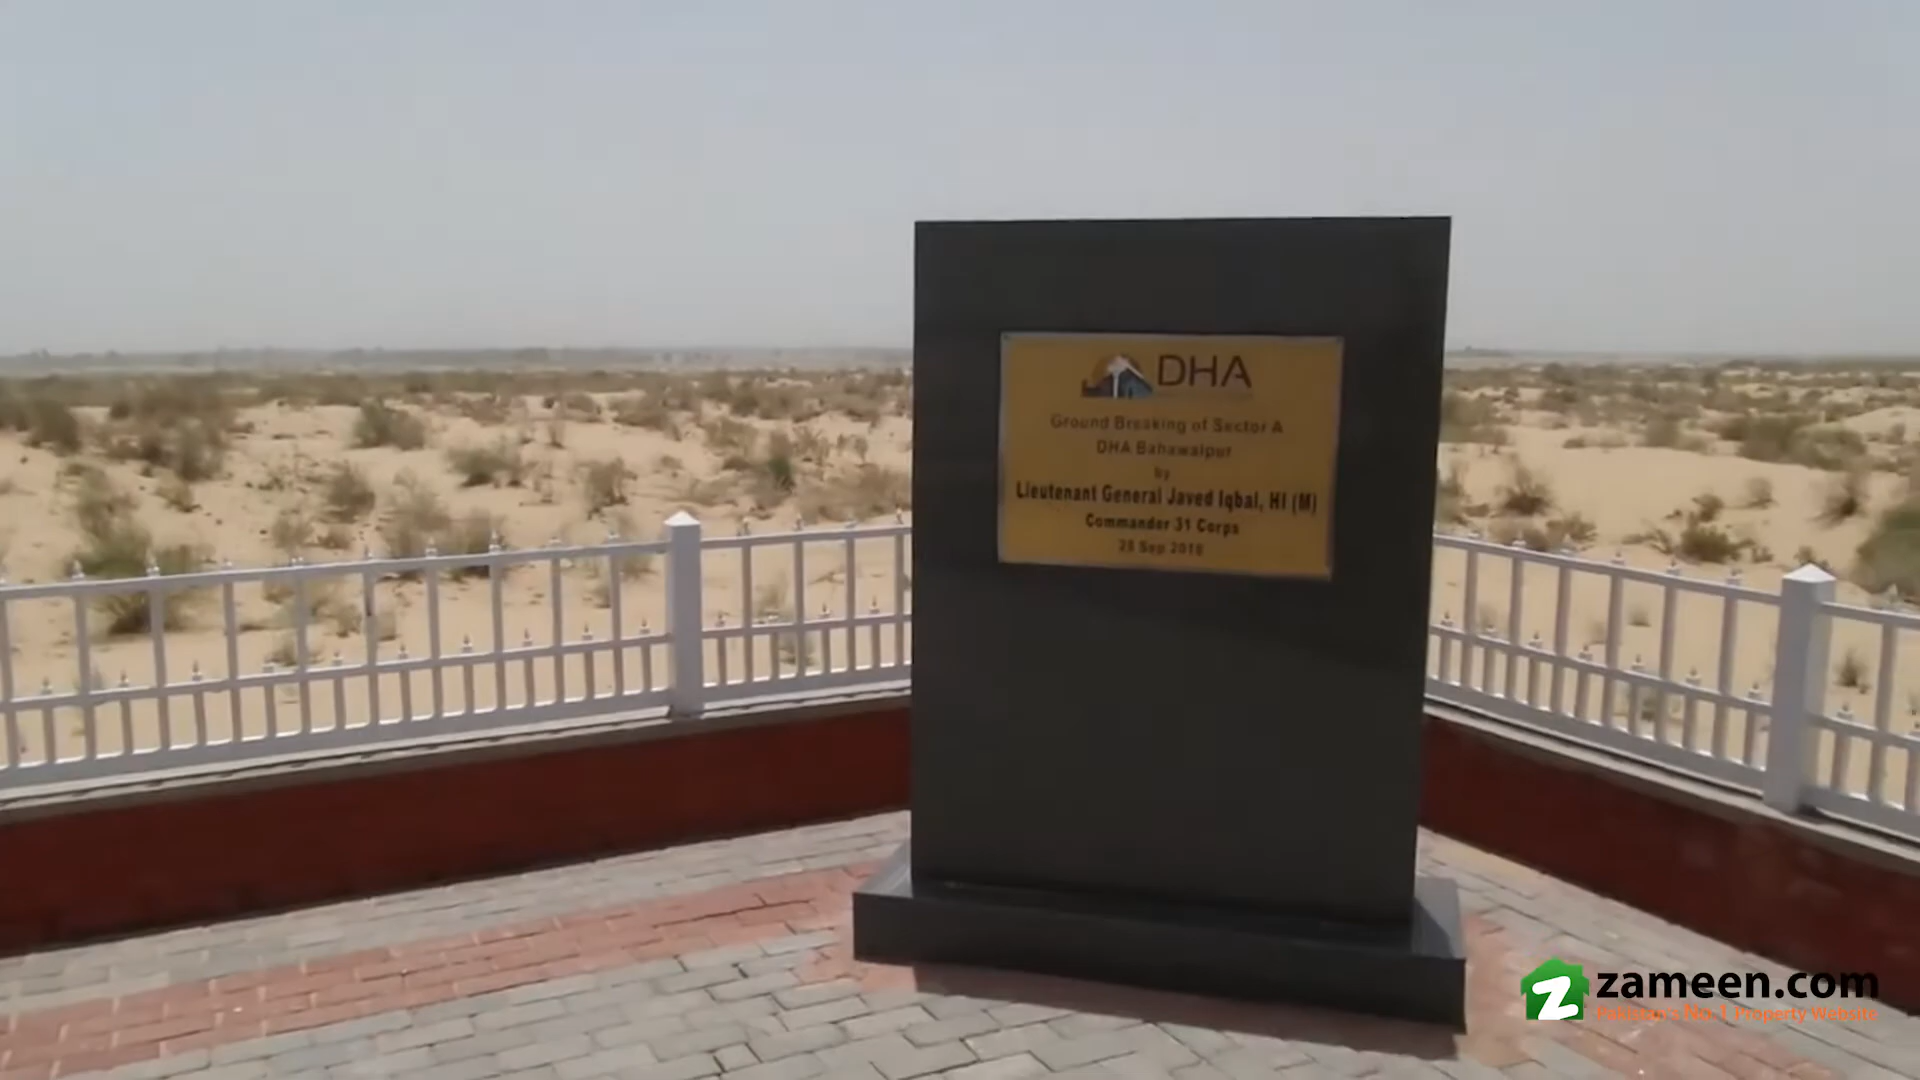 DHA
Ground Breaking of Sector A
DHA Bahawalpur
by
Lieutenant General Javed Iqbal, HI (M)
Commander 31 Corps
Sep
zameen.com
Pakistan's No.1 Property Website